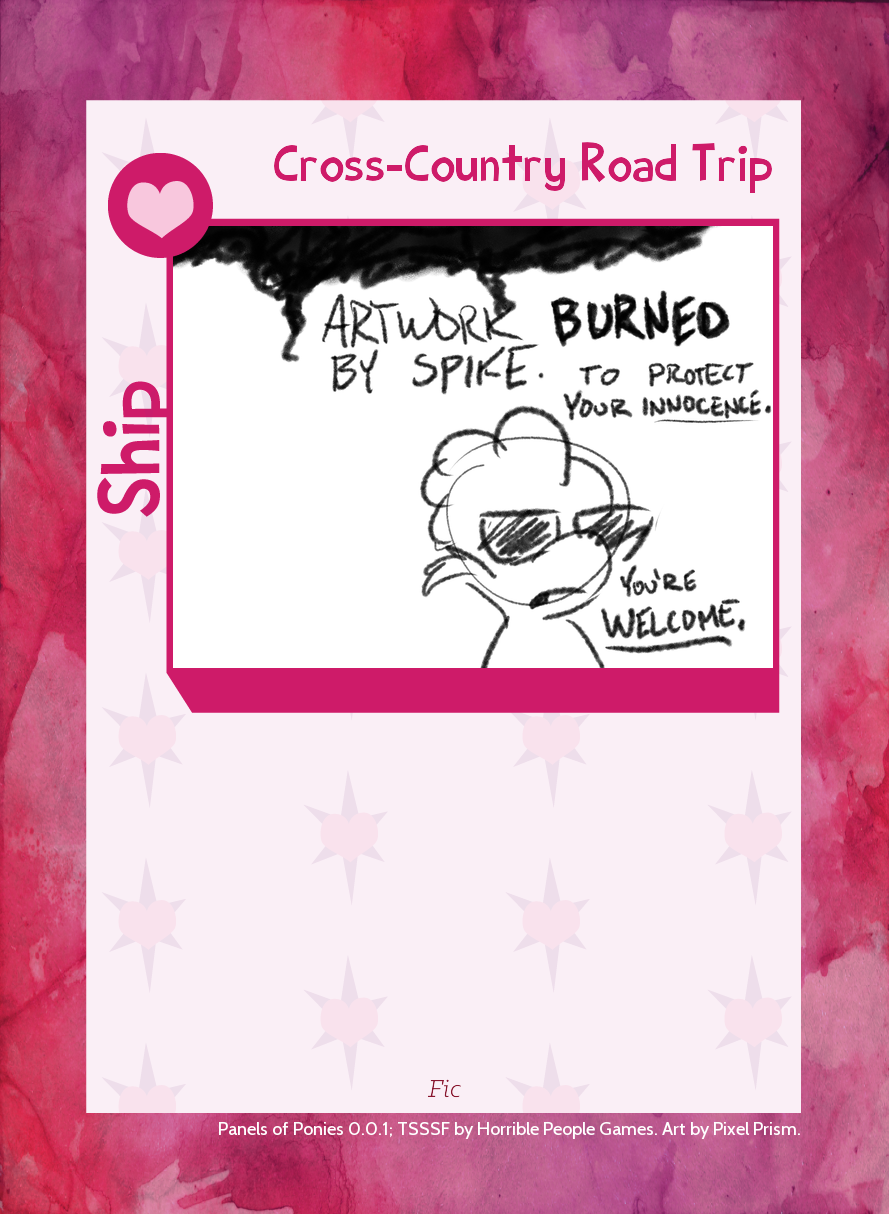 Cross-Country Road Trip
Ship
ARTWORK BURNED
BY SPIKE. TO PROTECT
YOUR INNOCENCE.
YOU'RE
WELCOME.
Fic
Panels of Ponies 0.0.1; TSSSF by Horrible People Games. Art by Pixel Prism.